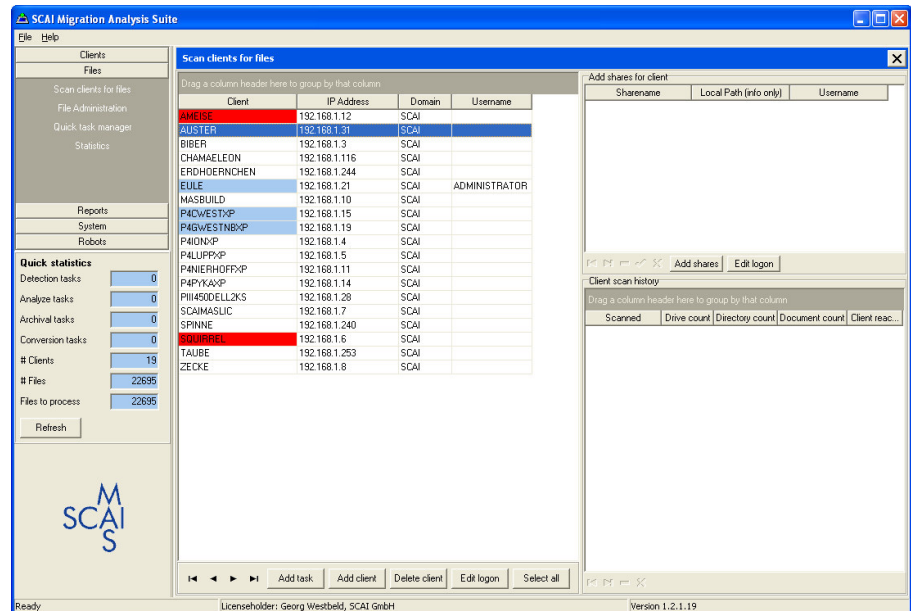 SCAI Migration Analysis Suite
File Help
Clients
Files
Scan clients for files
File Administration
Quick task manager
Statistics
Reports
System
Robots
Quick statistics
Detection tasks 0
Analyze tasks 0
Archival tasks 0
Conversion tasks 0
# Clients 19
# Files 22695
Files to process 22695
Refresh
M
SCAI
S
Scan clients for files
Drag a column header here to group by that column
Client IP Address Domain Username
AMEISE 192.168.1.12 SCAI
AUSTER 192.168.1.31 SCAI
BIBER 192.168.1.3 SCAI
CHAMAELEON 192.168.1.116 SCAI
ERDHOERNCHEN 192.168.1.244 SCAI
EULE 192.168.1.21 SCAI ADMINISTRATOR
MASBUILD 192.168.1.10 SCAI
P4CWESTXP 192.168.1.15 SCAI
P4GWESTNBXP 192.168.1.19 SCAI
P4IONXP 192.168.1.4 SCAI
P4LUPPXP 192.168.1.5 SCAI
P4NIERHOFFXP 192.168.1.11 SCAI
P4PYKAXP 192.168.1.14 SCAI
PIII450DELL2KS 192.168.1.28 SCAI
SCAIMASLIC 192.168.1.7 SCAI
SPINNE 192.168.1.240 SCAI
SQUIRREL 192.168.1.6 SCAI
TAUBE 192.168.1.253 SCAI
ZECKE 192.168.1.8 SCAI
Add task Add client Delete client Edit logon Select all
Add shares for client
Sharename Local Path (info only) Username
Add shares Edit logon
Client scan history
Drag a column header here to group by that column
Scanned Drive count Directory count Document count Client reac...
Ready Licenseholder: Georg Westbeld, SCAI GmbH Version 1.2.1.19